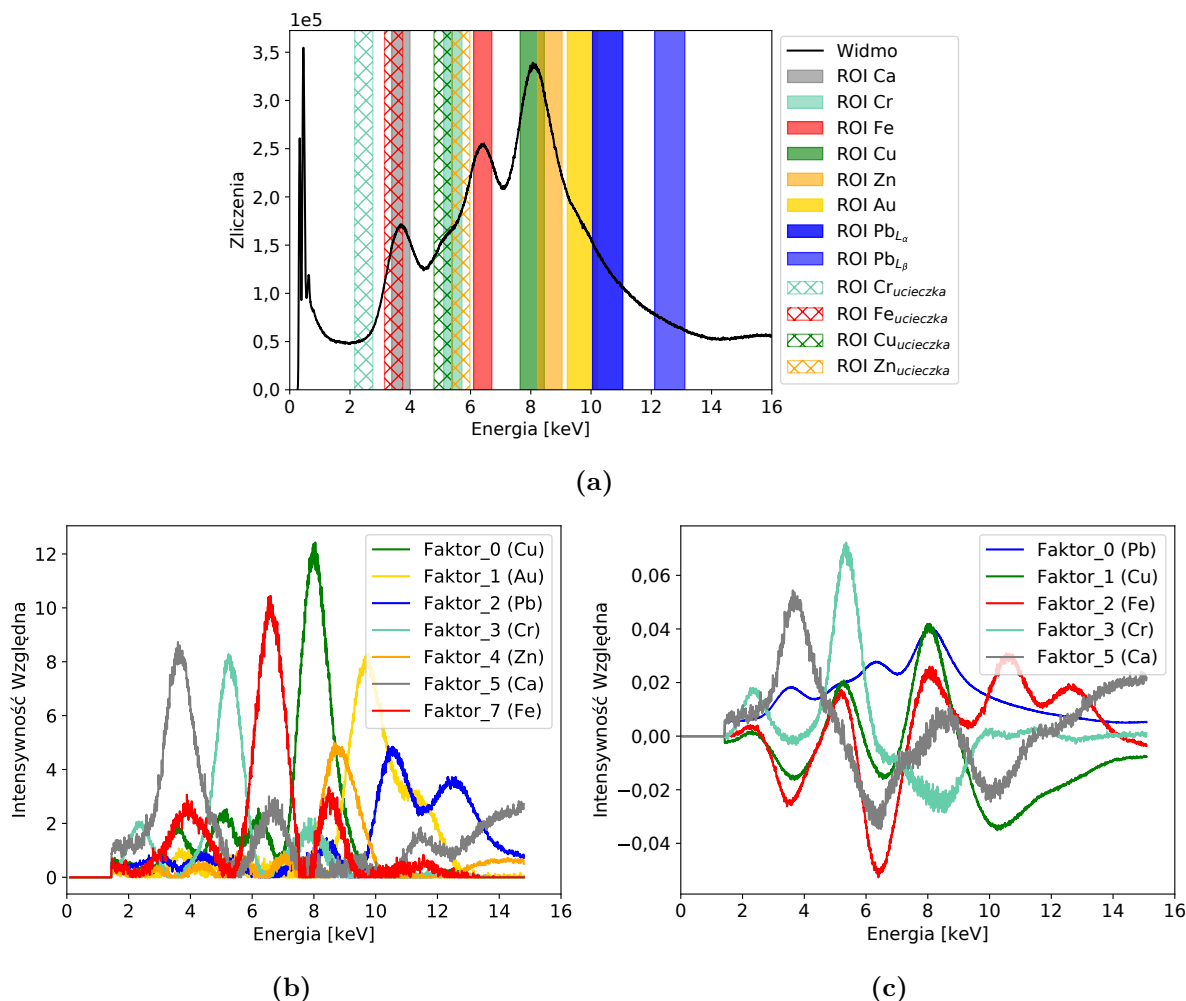 1e5
3,5
3,0
2,5
2,0
1,5
1,0
0,5
0,0
0 2 4 6 8 10 12 14 16
Zliczenia
Energia [keV]
Widmo
ROI Ca
ROI Cr
ROI Fe
ROI Cu
ROI Zn
ROI Au
ROI Pb_{L_α}
ROI Pb_{L_β}
ROI Cr_{ucieczka}
ROI Fe_{ucieczka}
ROI Cu_{ucieczka}
ROI Zn_{ucieczka}
(a)
12
10
8
6
4
2
0
0 2 4 6 8 10 12 14 16
Intensywność Względna
Energia [keV]
Faktor_0 (Cu)
Faktor_1 (Au)
Faktor_2 (Pb)
Faktor_3 (Cr)
Faktor_4 (Zn)
Faktor_5 (Ca)
Faktor_7 (Fe)
(b)
0,06
0,04
0,02
0,00
−0,02
−0,04
0 2 4 6 8 10 12 14 16
Intensywność Względna
Energia [keV]
Faktor_0 (Pb)
Faktor_1 (Cu)
Faktor_2 (Fe)
Faktor_3 (Cr)
Faktor_5 (Ca)
(c)